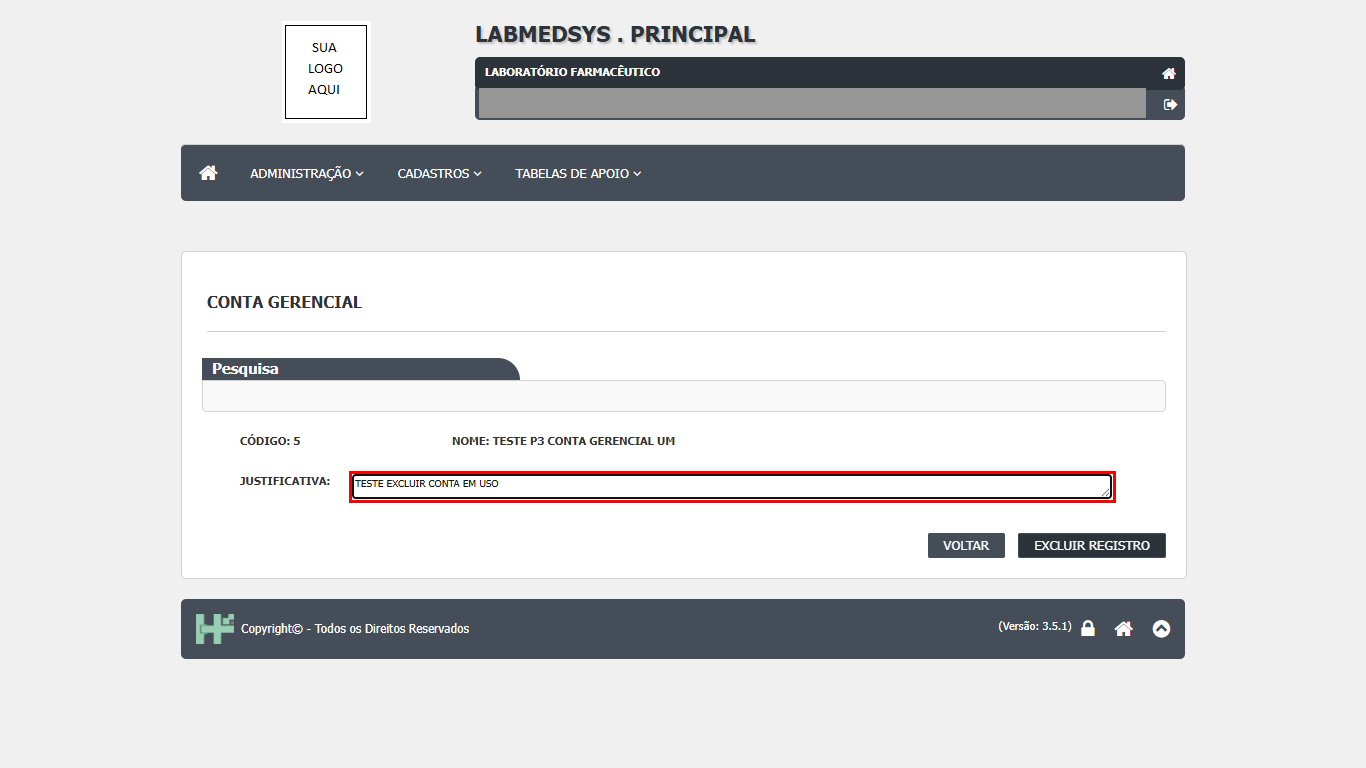 SUA
LOGO
AQUI
LABMEDSYS . PRINCIPAL
LABORATÓRIO FARMACÊUTICO
ADMINISTRAÇÃO CADASTROS TABELAS DE APOIO
CONTA GERENCIAL
Pesquisa
CÓDIGO: 5 NOME: TESTE P3 CONTA GERENCIAL UM
JUSTIFICATIVA: TESTE EXCLUIR CONTA EM USO
VOLTAR EXCLUIR REGISTRO
Copyright© - Todos os Direitos Reservados (Versão: 3.5.1)